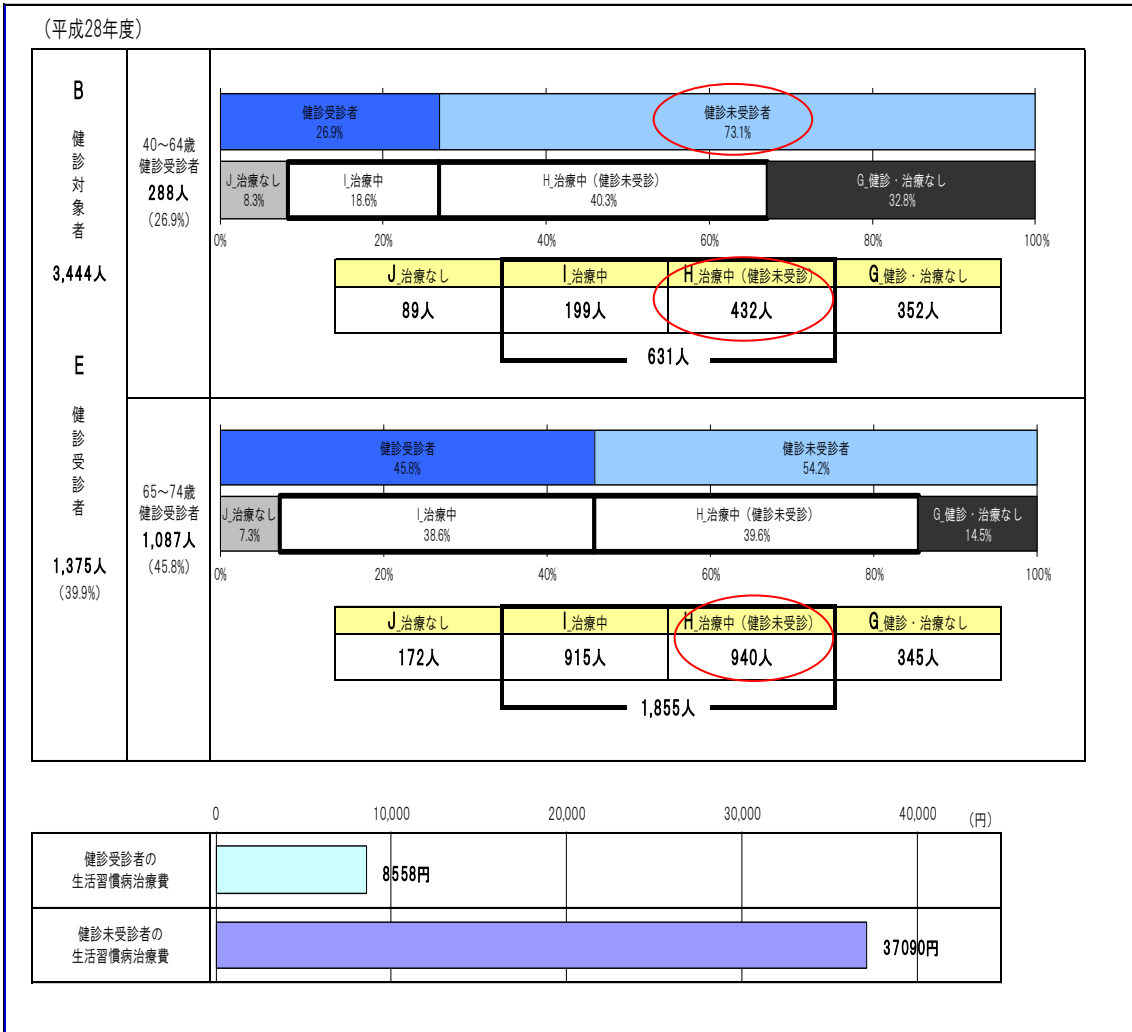 （平成28年度）
B
健診対象者
3,444人
E
健診受診者
1,375人
(39.9%)
40～64歳
健診受診者
288人
(26.9%)
健診受診者
26.9%
健診未受診者
73.1%
J_治療なし
8.3%
I_治療中
18.6%
H_治療中（健診未受診）
40.3%
G_健診・治療なし
32.8%
0% 20% 40% 60% 80% 100%
J_治療なし I_治療中 H_治療中（健診未受診） G_健診・治療なし
89人 199人 432人 352人
631人
65～74歳
健診受診者
1,087人
(45.8%)
健診受診者
45.8%
健診未受診者
54.2%
J_治療なし
7.3%
I_治療中
38.6%
H_治療中（健診未受診）
39.6%
G_健診・治療なし
14.5%
0% 20% 40% 60% 80% 100%
J_治療なし I_治療中 H_治療中（健診未受診） G_健診・治療なし
172人 915人 940人 345人
1,855人
0 10,000 20,000 30,000 40,000 （円）
健診受診者の
生活習慣病治療費
8558円
健診未受診者の
生活習慣病治療費
37090円